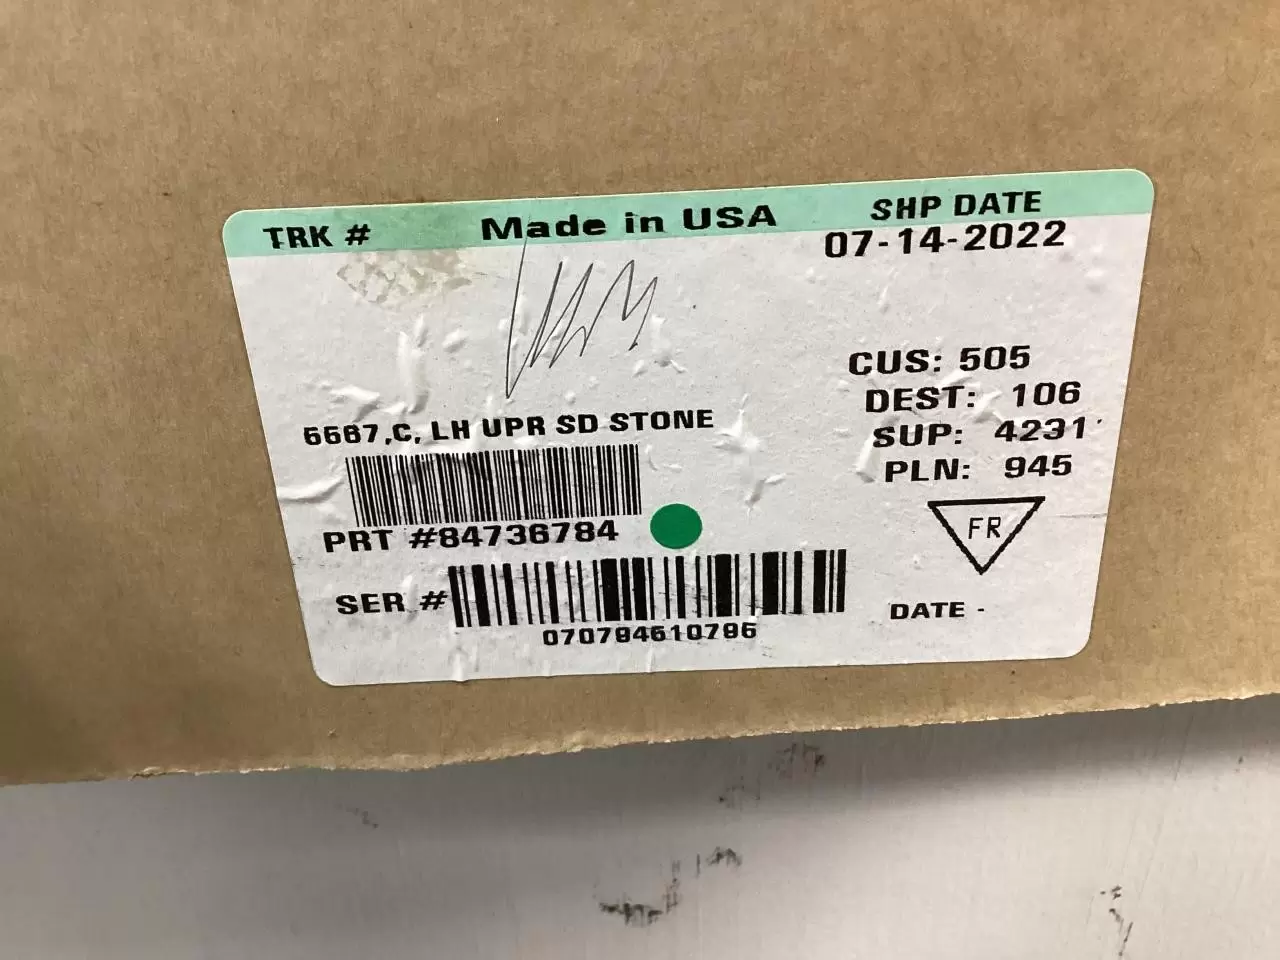 TRK #
Made in USA
SHP DATE
07-14-2022
CUS: 505
DEST: 106
SUP: 4231
PLN: 945
6687,C, LH UPR SD STONE
PRT #84736784
FR
SER #
070794610796
DATE -